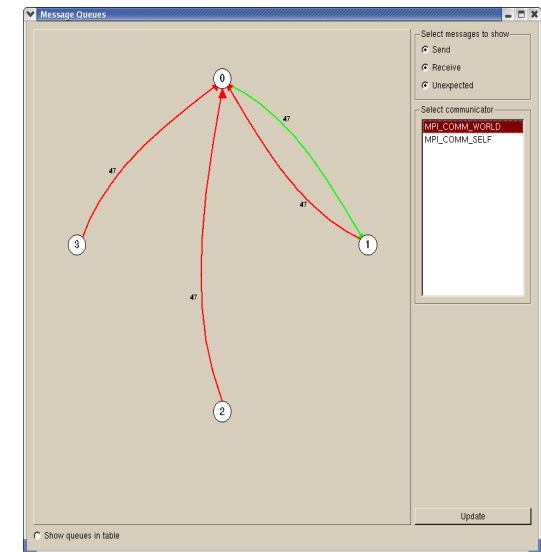 Message Queues
Select messages to show
Send
Receive
Unexpected
Select communicator
MPI_COMM_WORLD
MPI_COMM_SELF
0
47
47
47
3
1
47
2
Update
Show queues in table